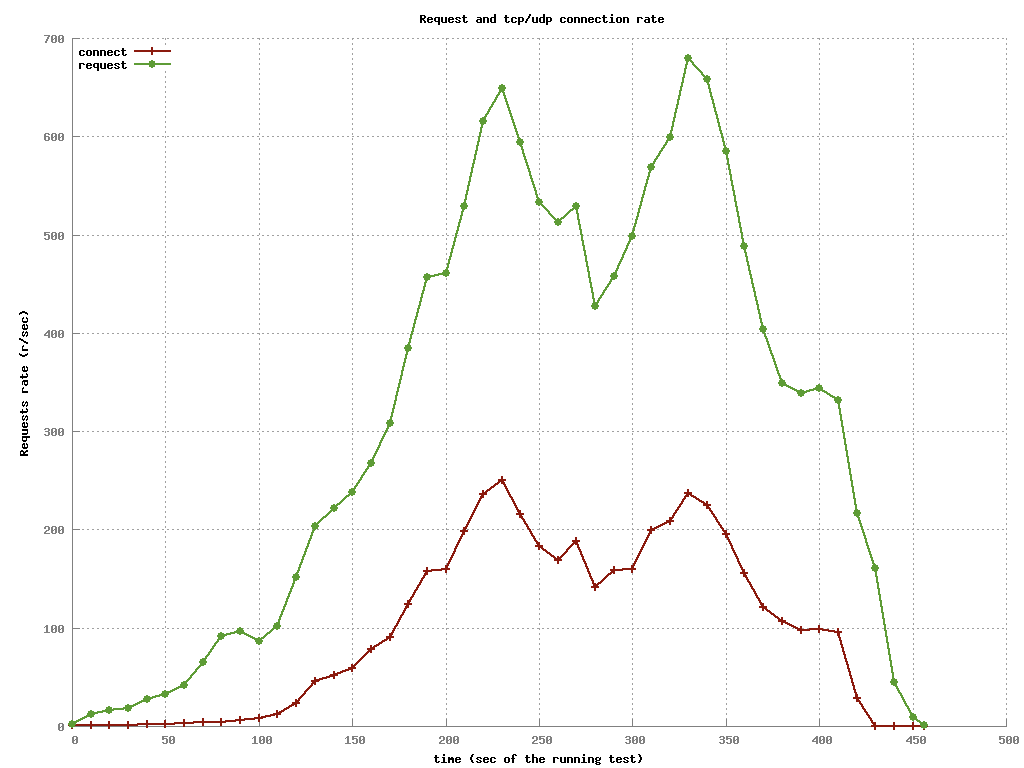 Request and tcp/udp connection rate
connect
request
700
600
500
400
300
200
100
0
Requests rate (r/sec)
0 50 100 150 200 250 300 350 400 450 500
time (sec of the running test)